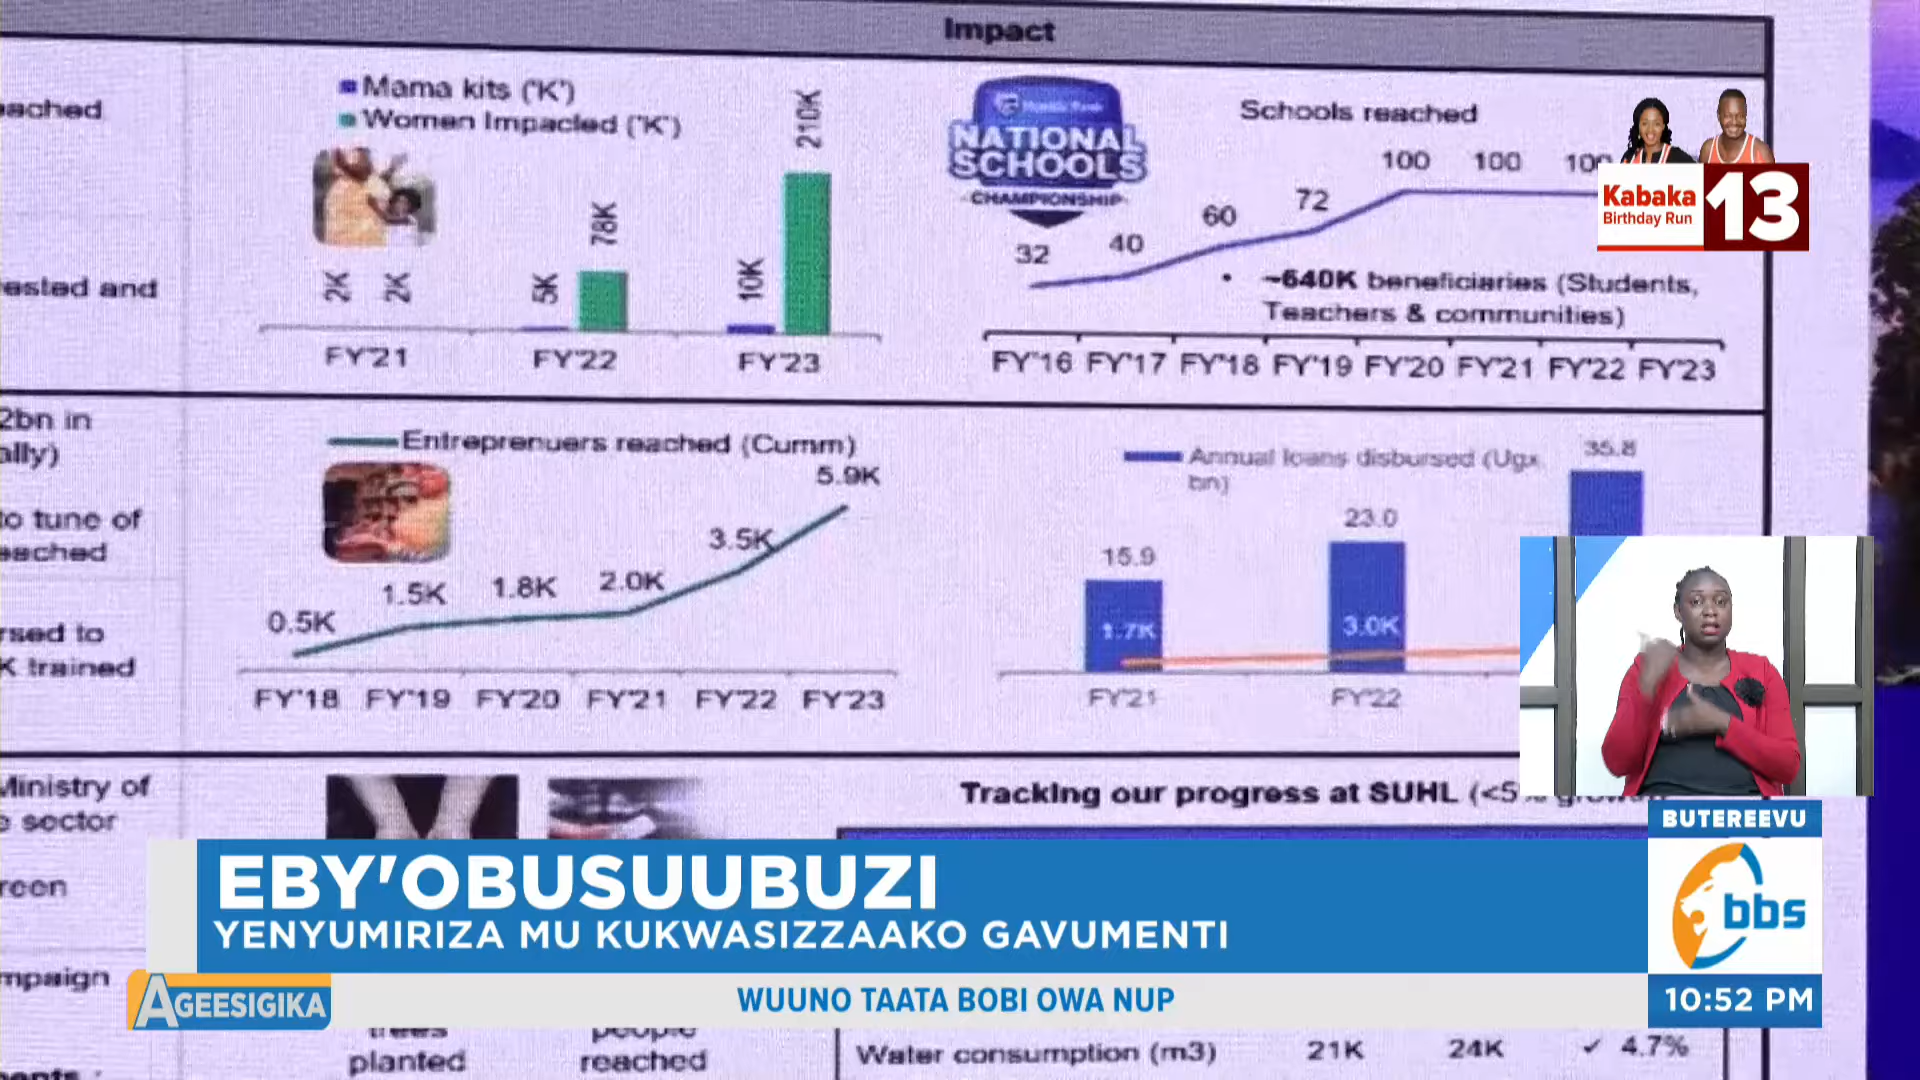 Impact
Mama kits ('K')
Women Impacted ('K')
2K
2K
5K
78K
10K
210K
FY'21
FY'22
FY'23
NATIONAL
SCHOOLS
CHAMPIONSHIP
Schools reached
32
40
60
72
100
100
FY'16 FY'17 FY'18 FY'19 FY'20 FY'21 FY'22 FY'23
• ~640K beneficiaries (Students,
Teachers & communities)
Kabaka
Birthday Run
13
and
2bn in
to tune of
to
K trained
Entreprenuers reached (Cumm)
0.5K
1.5K
1.8K
2.0K
3.5K
5.9K
FY'18 FY'19 FY'20 FY'21 FY'22 FY'23
Annual loans disbursed (Ugx
bn)
15.9
23.0
35.8
1.7K
3.0K
FY'21
FY'22
Ministry of
sector
Tracking our progress at SUHL (<5%
BUTEREEVU
bbs
10:52 PM
EBY'OBUSUUBUZI
YENYUMIRIZA MU KUKWASIZZAAKO GAVUMENTI
AGEESIGIKA
WUUNO TAATA BOBI OWA NUP
trees
planted
people
reached
Water consumption (m3) 21K 24K ✓ 4.7%